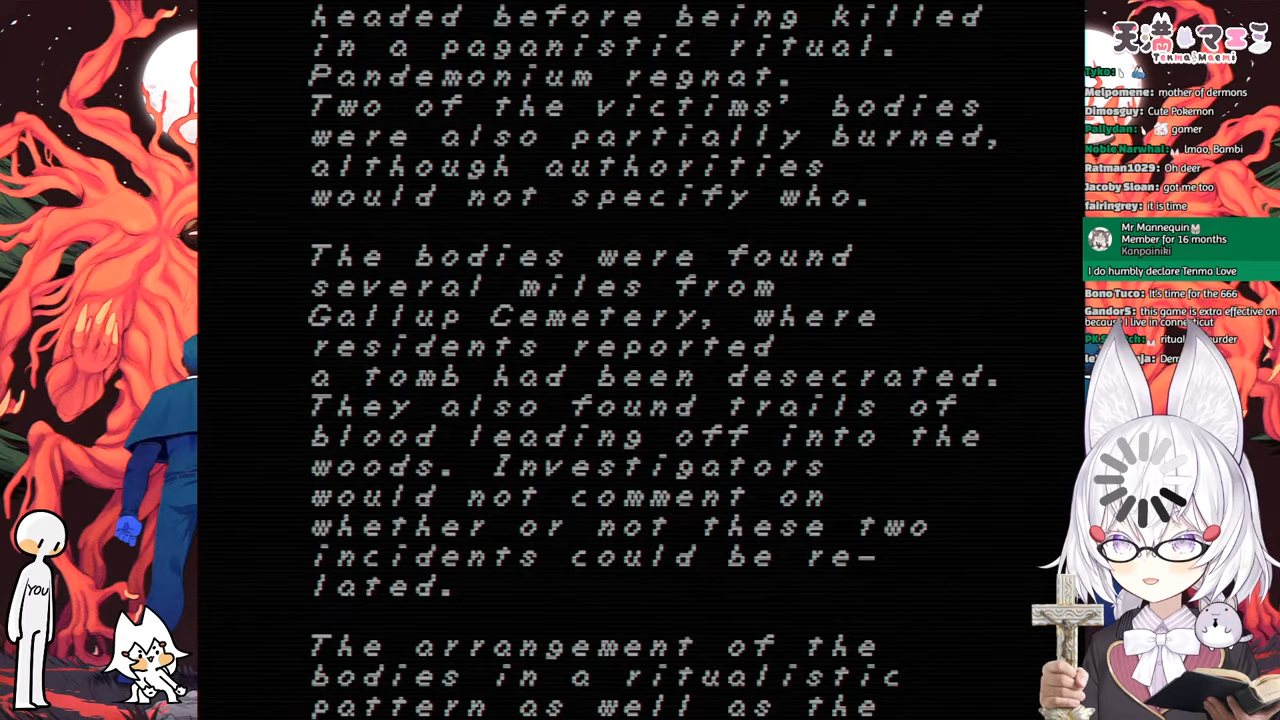 headed before being killed
in a paganistic ritual.
Pandemonium regnat.
Two of the victims' bodies
were also partially burned,
although authorities
would not specify who.
The bodies were found
several miles from
Gallup Cemetery, where
residents reported
a tomb had been desecrated.
They also found trails of
blood leading off into the
woods. Investigators
would not comment on
whether or not these two
incidents could be re-
lated.
The arrangement of the
bodies in a ritualistic
pattern as well as the
YOU
天満マエミ
Tenma Maemi
Tyko:
Melpomene: mother of dermons
Dimosguy: Cute Pokemon
Pallydan: gamer
Noble Narwhal: lmao, Bambi
Ratman1029: Oh deer
Jacoby Sloan: got me too
fairingrey: it is time
Mr Mannequin
Member for 16 months
Kanpainiki
I do humbly declare Tenma Love
Bono Tuco: It's time for the 666
GandorS: this game is extra effective on
because I live in connecticut